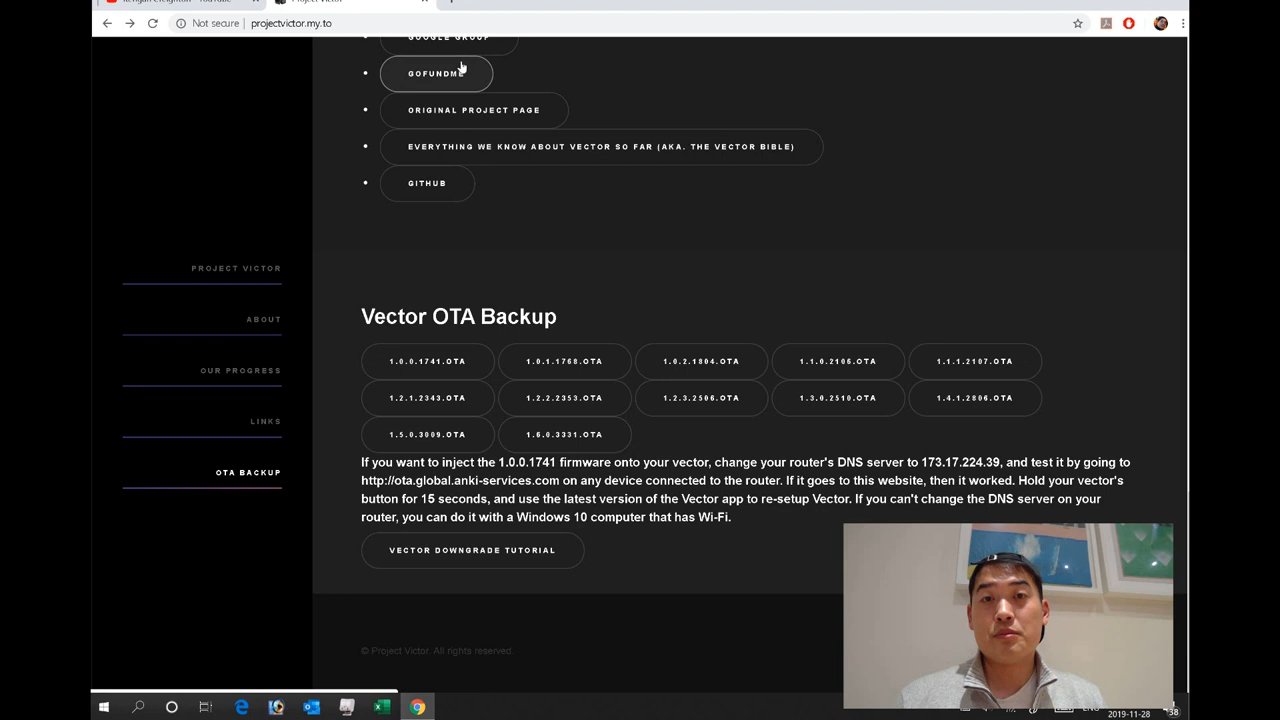 Kenjan Creighton - YouTube
Project Victor
Not secure | projectvictor.my.to
GOOGLE GROUP
GOFUNDME
ORIGINAL PROJECT PAGE
EVERYTHING WE KNOW ABOUT VECTOR SO FAR (AKA. THE VECTOR BIBLE)
GITHUB
PROJECT VICTOR
ABOUT
OUR PROGRESS
LINKS
OTA BACKUP
Vector OTA Backup
1.0.0.1741.OTA 1.0.1.1768.OTA 1.0.2.1804.OTA 1.1.0.2106.OTA 1.1.1.2107.OTA
1.2.1.2343.OTA 1.2.2.2353.OTA 1.2.3.2506.OTA 1.3.0.2510.OTA 1.4.1.2806.OTA
1.5.0.3009.OTA 1.6.0.3331.OTA
If you want to inject the 1.0.0.1741 firmware onto your vector, change your router's DNS server to 173.17.224.39, and test it by going to
http://ota.global.anki-services.com on any device connected to the router. If it goes to this website, then it worked. Hold your vector's
button for 15 seconds, and use the latest version of the Vector app to re-setup Vector. If you can't change the DNS server on your
router, you can do it with a Windows 10 computer that has Wi-Fi.
VECTOR DOWNGRADE TUTORIAL
© Project Victor. All rights reserved.
2019-11-28
38